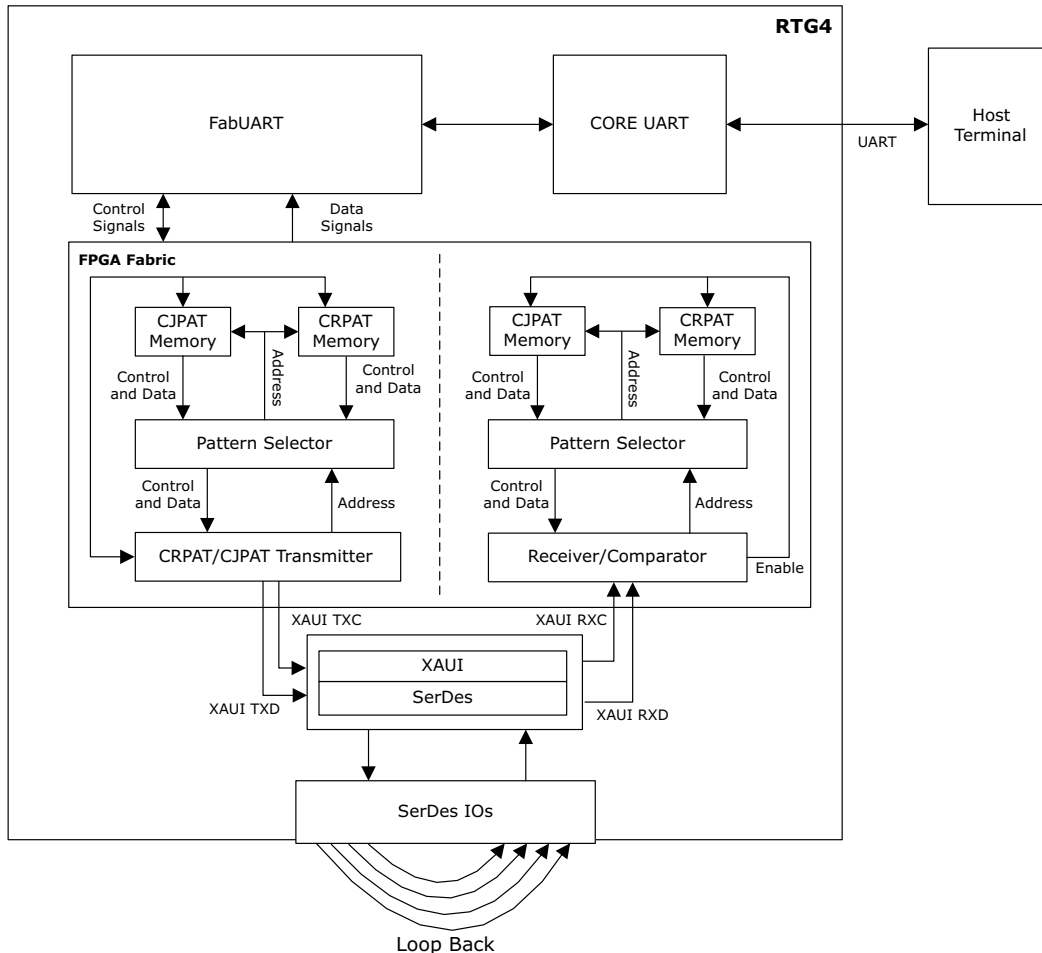 RTG4
FabUART
CORE UART
Host
Terminal
UART
Control
Signals
Data
Signals
FPGA Fabric
CJPAT
Memory
CRPAT
Memory
Address
Control
and Data
Control
and Data
Pattern Selector
Control
and Data
Address
CRPAT/CJPAT Transmitter
CJPAT
Memory
CRPAT
Memory
Address
Control
and Data
Control
and Data
Pattern Selector
Control
and Data
Address
Receiver/Comparator
Enable
XAUI TXC
XAUI RXC
XAUI
SerDes
XAUI TXD
XAUI RXD
SerDes IOs
Loop Back